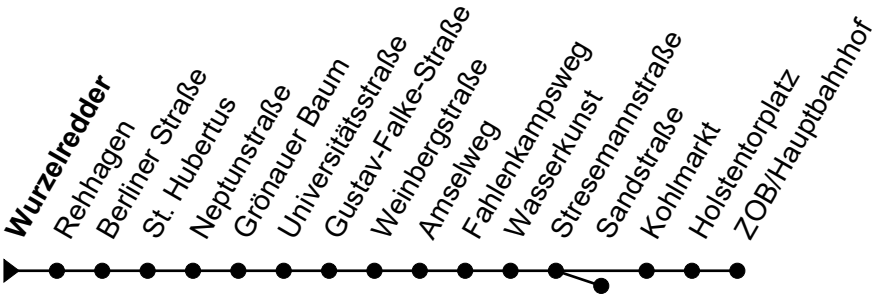 Wurzelredder
Rehhagen
Berliner Straße
St. Hubertus
Neptunstraße
Grönauer Baum
Universitätsstraße
Gustav-Falke-Straße
Weinbergstraße
Amselweg
Fahlenkampsweg
Wasserkunst
Stresemannstraße
Sandstraße
Kohlmarkt
Holstentorplatz
ZOB/Hauptbahnhof